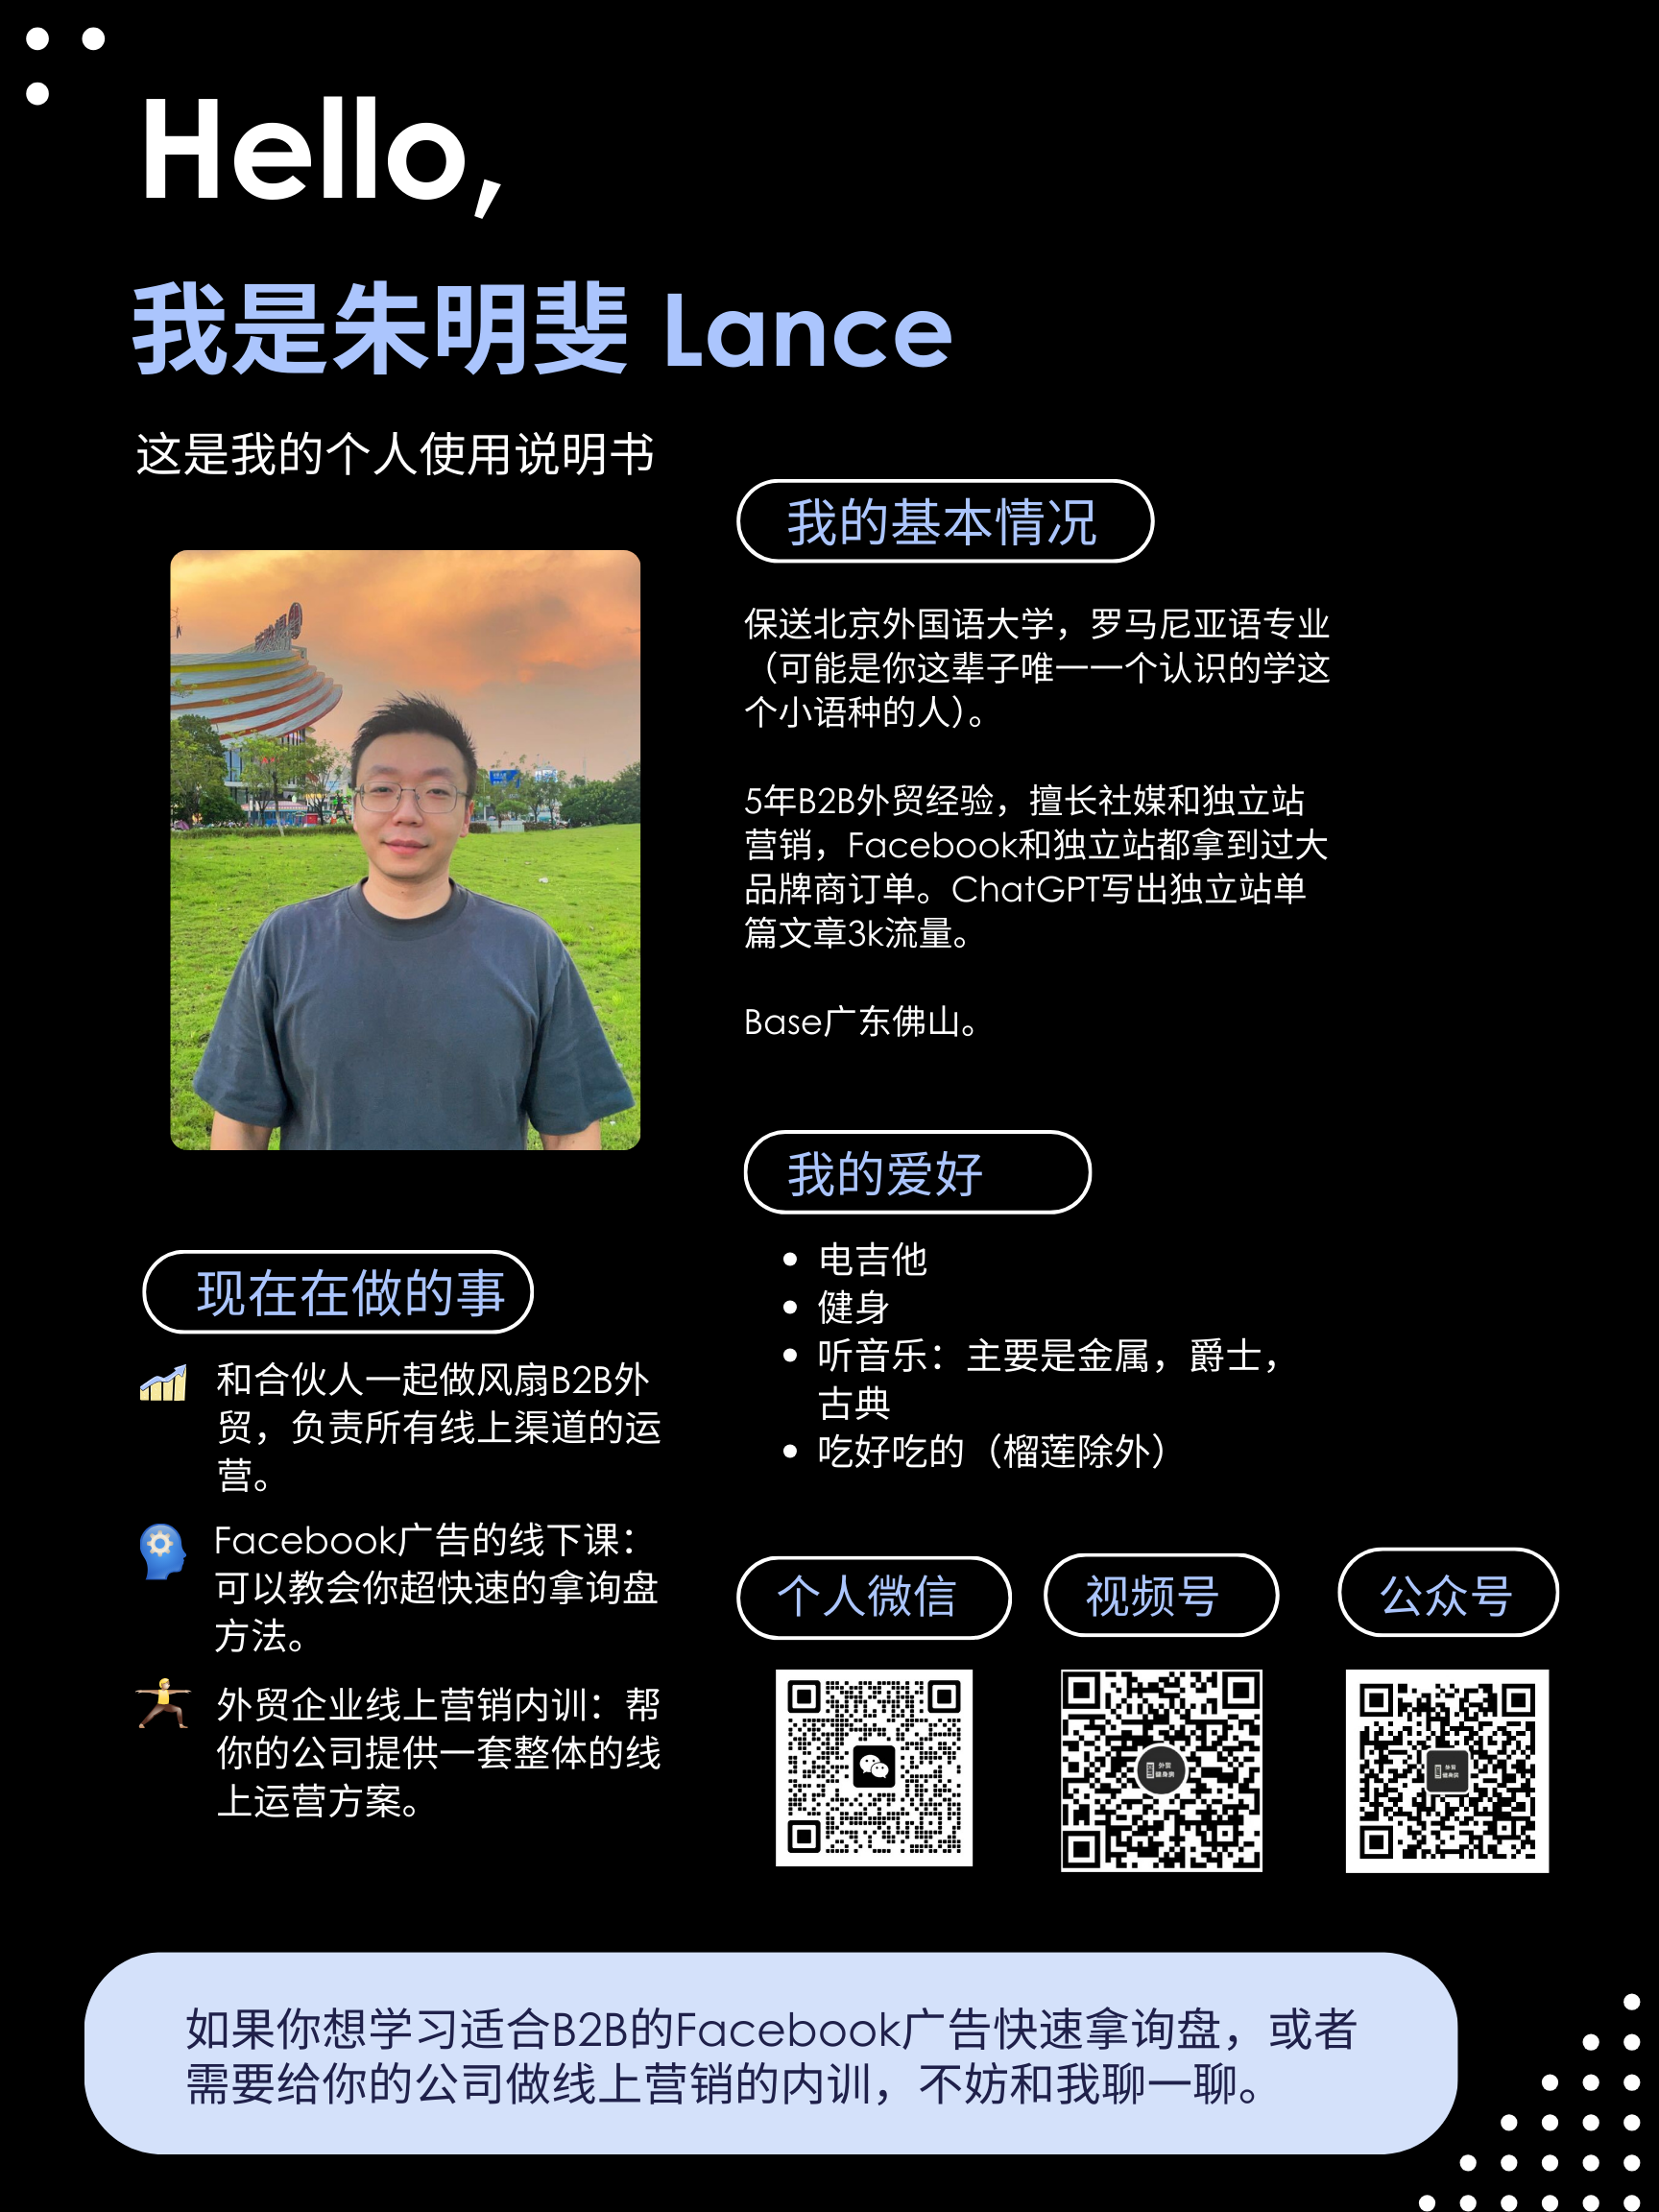 Hello,
我是朱明斐 Lance
这是我的个人使用说明书
我的基本情况
保送北京外国语大学，罗马尼亚语专业
（可能是你这辈子唯一一个认识的学这
个小语种的人）。
5年B2B外贸经验，擅长社媒和独立站
营销，Facebook和独立站都拿到过大
品牌商订单。ChatGPT写出独立站单
篇文章3k流量。
Base广东佛山。
我的爱好
电吉他
健身
听音乐：主要是金属，爵士，
古典
吃好吃的（榴莲除外）
现在在做的事
和合伙人一起做风扇B2B外
贸，负责所有线上渠道的运
营。
Facebook广告的线下课：
可以教会你超快速的拿询盘
方法。
外贸企业线上营销内训：帮
你的公司提供一套整体的线
上运营方案。
个人微信
视频号
公众号
外贸
健身房
外贸
健身房
如果你想学习适合B2B的Facebook广告快速拿询盘，或者
需要给你的公司做线上营销的内训，不妨和我聊一聊。